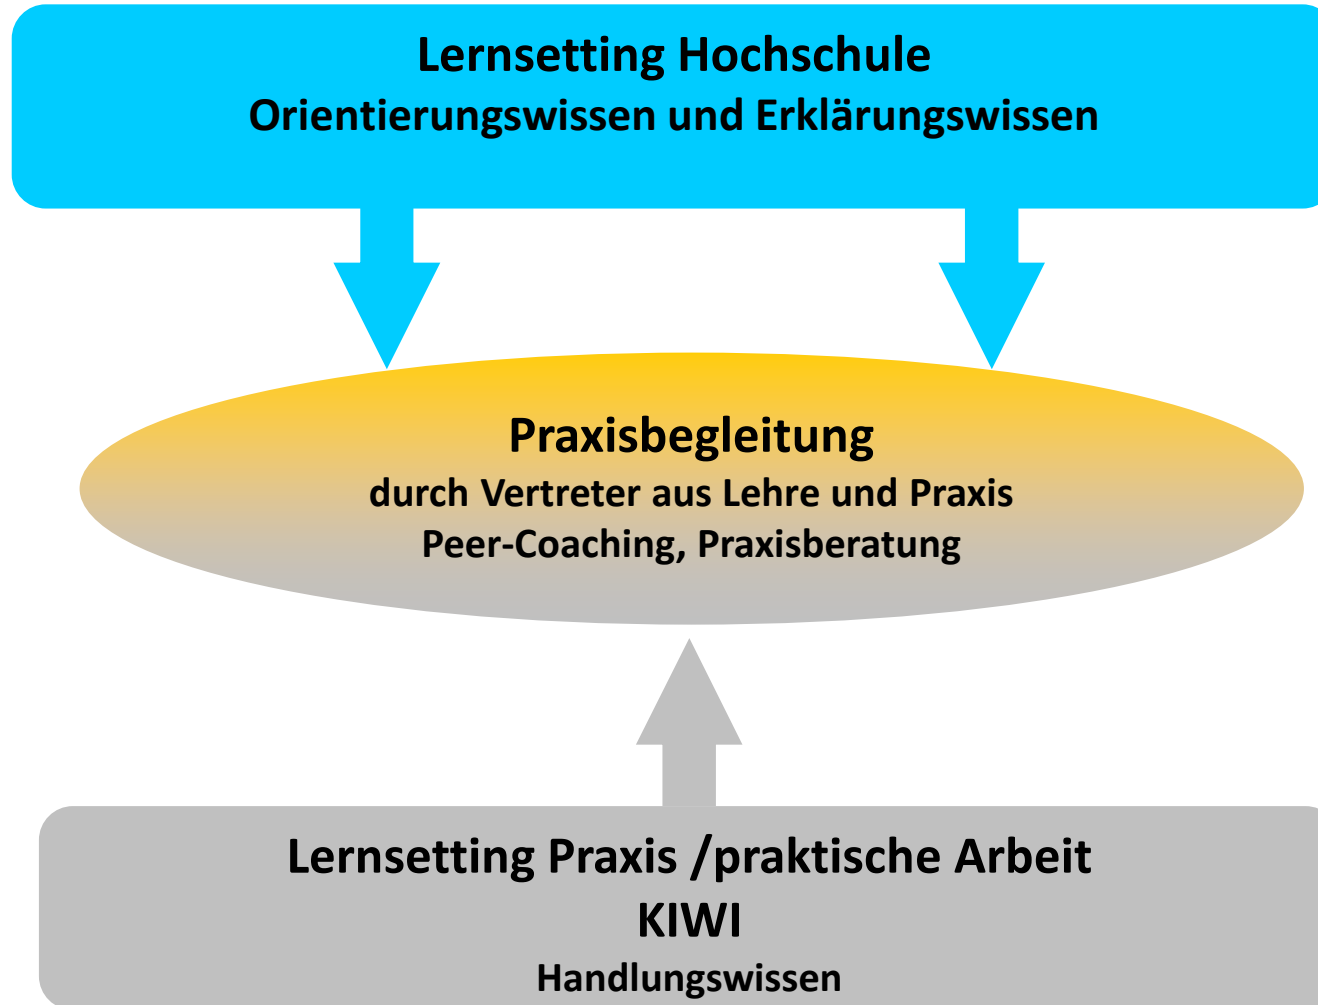 Lernsetting Hochschule
Orientierungswissen und Erklärungswissen
Praxisbegleitung
durch Vertreter aus Lehre und Praxis
Peer-Coaching, Praxisberatung
Lernsetting Praxis /praktische Arbeit
KIWI
Handlungswissen